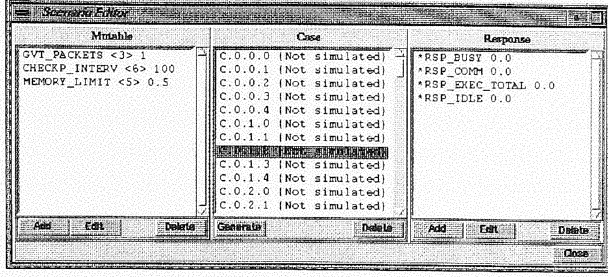 Scenario Editor
Mutable
GVT_PACKETS <3> 1
CHECKP_INTERV <6> 100
MEMORY_LIMIT <5> 0.5
Add Edit Delete
Case
C.0.0.0 (Not simulated)
C.0.0.1 (Not simulated)
C.0.0.2 (Not simulated)
C.0.0.3 (Not simulated)
C.0.0.4 (Not simulated)
C.0.1.0 (Not simulated)
C.0.1.1 (Not simulated)
C.0.1.3 (Not simulated)
C.0.1.4 (Not simulated)
C.0.2.0 (Not simulated)
C.0.2.1 (Not simulated)
Generate Delete
Response
*RSP_BUSY 0.0
*RSP_COMM 0.0
*RSP_EXEC_TOTAL 0.0
*RSP_IDLE 0.0
Add Edit Delete
Close